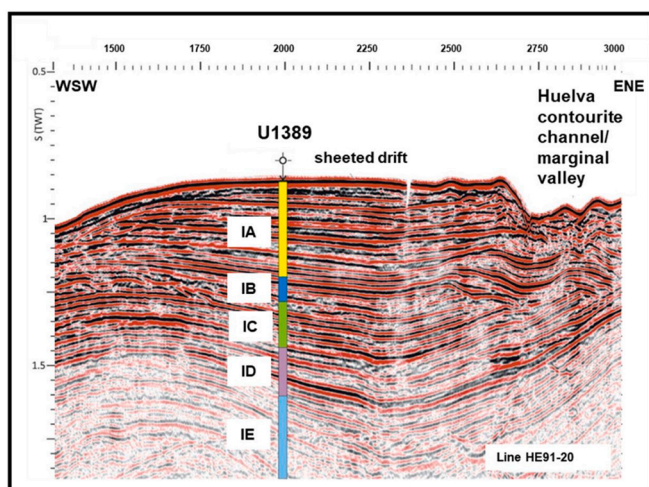 1500 1750 2000 2250 2500 2750 3000
0.5
WSW
ENE
S (TWT)
Huelva
contourite
channel/
marginal
valley
U1389
sheeted drift
1
IA
IB
IC
ID
1.5
IE
Line HE91-20